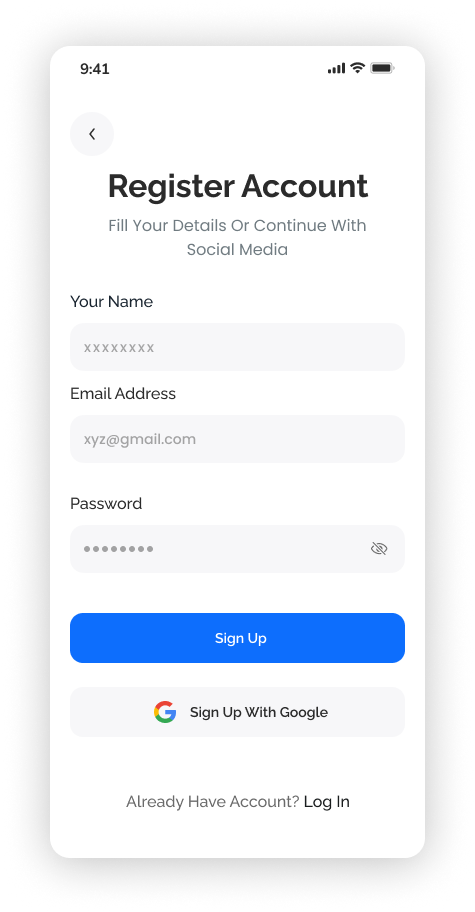 9:41
Register Account
Fill Your Details Or Continue With
Social Media
Your Name
xxxxxxxx
Email Address
xyz@gmail.com
Password
●●●●●●●●
Sign Up
Sign Up With Google
Already Have Account? Log In